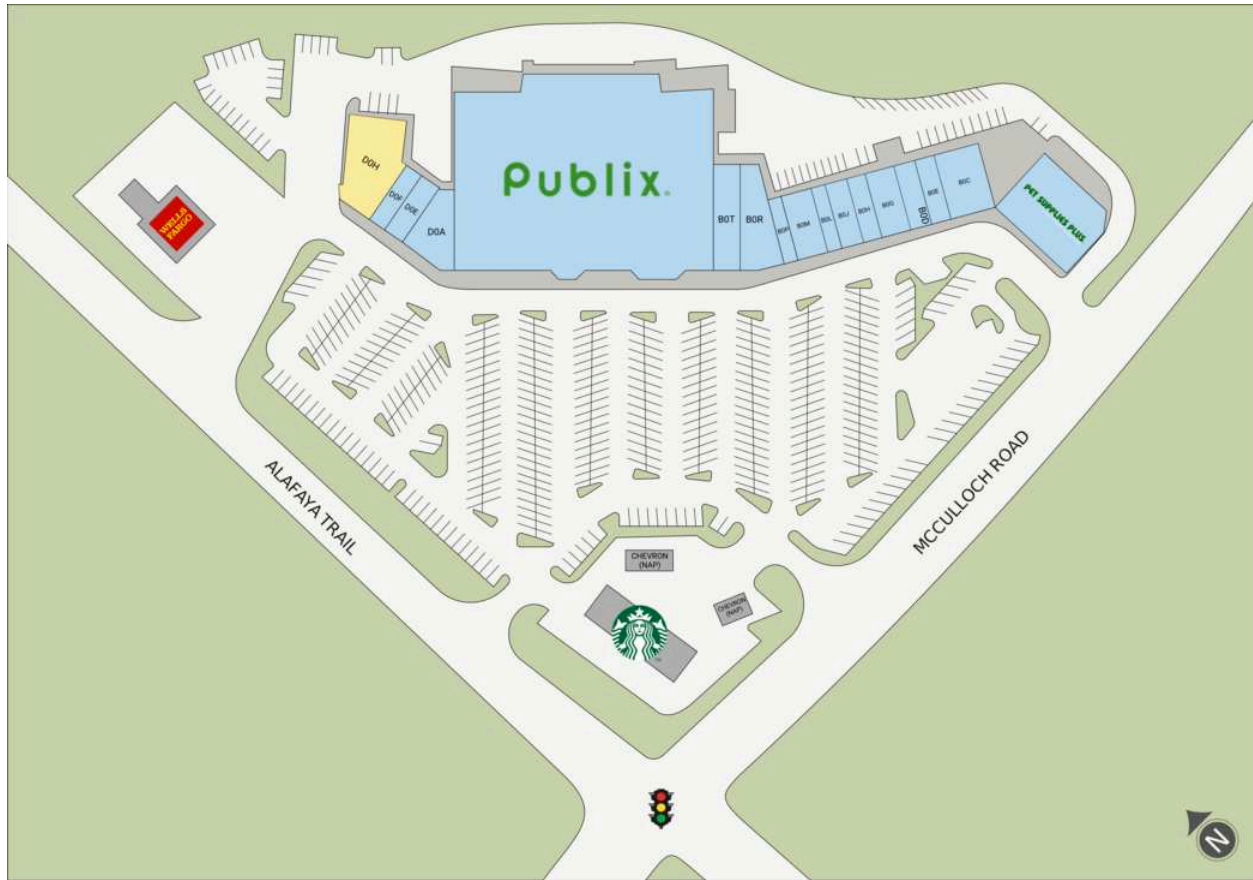 Publix.
D0H
D0F
D0E
D0A
B0T
B0R
B0P
B0M
B0L
B0J
B0H
B0G
B0D
B0E
B0C
PET SUPPLIES PLUS
WELLS
FARGO
ALAFAYA TRAIL
MCCULLOCH ROAD
CHEVRON
(NAP)
CHEVRON
(NAP)
N